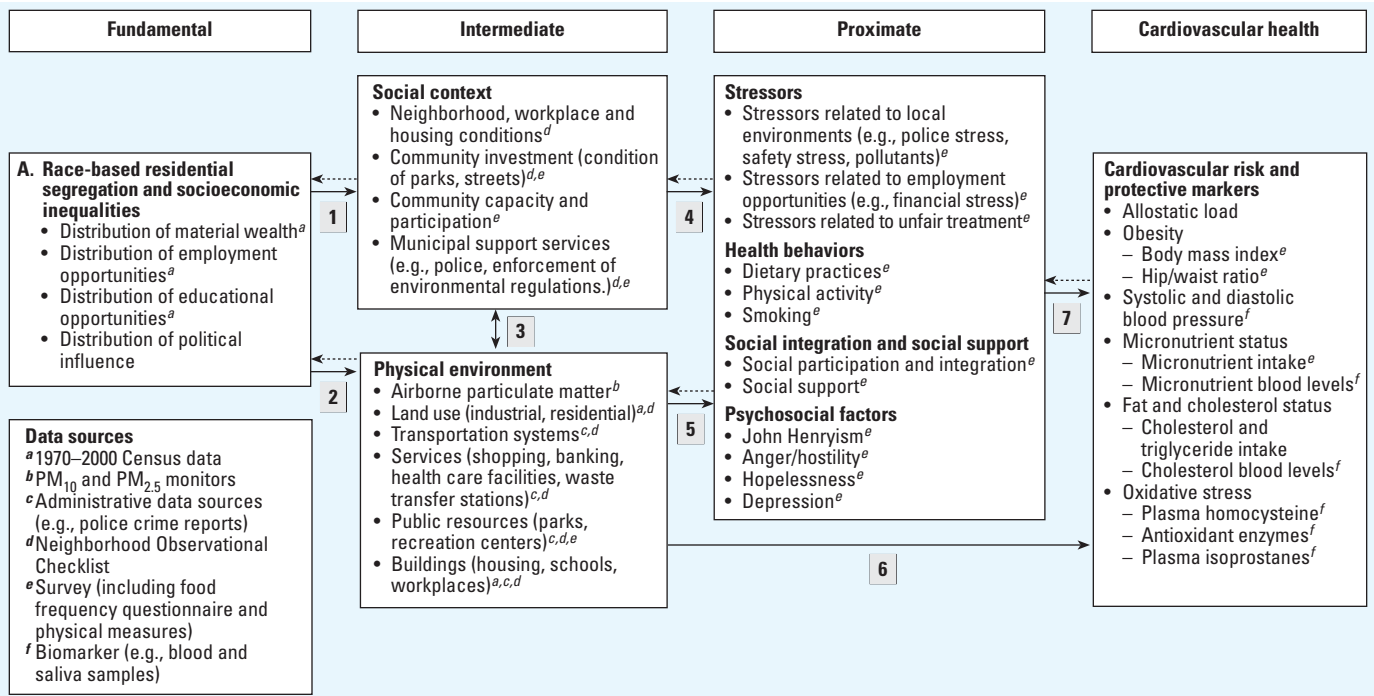 Fundamental
Intermediate
Proximate
Cardiovascular health
A. Race-based residential
segregation and socioeconomic
inequalities
• Distribution of material wealthᵃ
• Distribution of employment
opportunitiesᵃ
• Distribution of educational
opportunitiesᵃ
• Distribution of political
influence
Data sources
ᵃ 1970–2000 Census data
ᵇ PM₁₀ and PM₂.₅ monitors
ᶜ Administrative data sources
(e.g., police crime reports)
ᵈ Neighborhood Observational
Checklist
ᵉ Survey (including food
frequency questionnaire and
physical measures)
ᶠ Biomarker (e.g., blood and
saliva samples)
1
2
Social context
• Neighborhood, workplace and
housing conditionsᵈ
• Community investment (condition
of parks, streets)ᵈ,ᵉ
• Community capacity and
participationᵉ
• Municipal support services
(e.g., police, enforcement of
environmental regulations.)ᵈ,ᵉ
3
Physical environment
• Airborne particulate matterᵇ
• Land use (industrial, residential)ᵃ,ᵈ
• Transportation systemsᶜ,ᵈ
• Services (shopping, banking,
health care facilities, waste
transfer stations)ᶜ,ᵈ
• Public resources (parks,
recreation centers)ᶜ,ᵈ,ᵉ
• Buildings (housing, schools,
workplaces)ᵃ,ᶜ,ᵈ
4
5
Stressors
• Stressors related to local
environments (e.g., police stress,
safety stress, pollutants)ᵉ
• Stressors related to employment
opportunities (e.g., financial stress)ᵉ
• Stressors related to unfair treatmentᵉ
Health behaviors
• Dietary practicesᵉ
• Physical activityᵉ
• Smokingᵉ
Social integration and social support
• Social participation and integrationᵉ
• Social supportᵉ
Psychosocial factors
• John Henryismᵉ
• Anger/hostilityᵉ
• Hopelessnessᵉ
• Depressionᵉ
6
7
Cardiovascular risk and
protective markers
• Allostatic load
• Obesity
– Body mass indexᵉ
– Hip/waist ratioᵉ
• Systolic and diastolic
blood pressureᶠ
• Micronutrient status
– Micronutrient intakeᵉ
– Micronutrient blood levelsᶠ
• Fat and cholesterol status
– Cholesterol and
triglyceride intake
– Cholesterol blood levelsᶠ
• Oxidative stress
– Plasma homocysteineᶠ
– Antioxidant enzymesᶠ
– Plasma isoprostanesᶠ